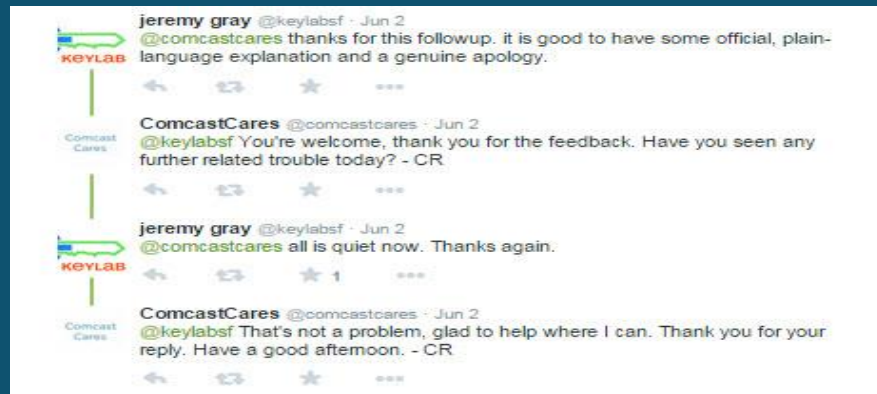 jeremy gray @keylabsf · Jun 2
@comcastcares thanks for this followup. it is good to have some official, plain-
language explanation and a genuine apology.
KEYLAB
ComcastCares @comcastcares · Jun 2
Comcast
Cares
@keylabsf You're welcome, thank you for the feedback. Have you seen any
further related trouble today? - CR
jeremy gray @keylabsf · Jun 2
@comcastcares all is quiet now. Thanks again.
KEYLAB
1
ComcastCares @comcastcares · Jun 2
Comcast
Cares
@keylabsf That's not a problem, glad to help where I can. Thank you for your
reply. Have a good afternoon. - CR